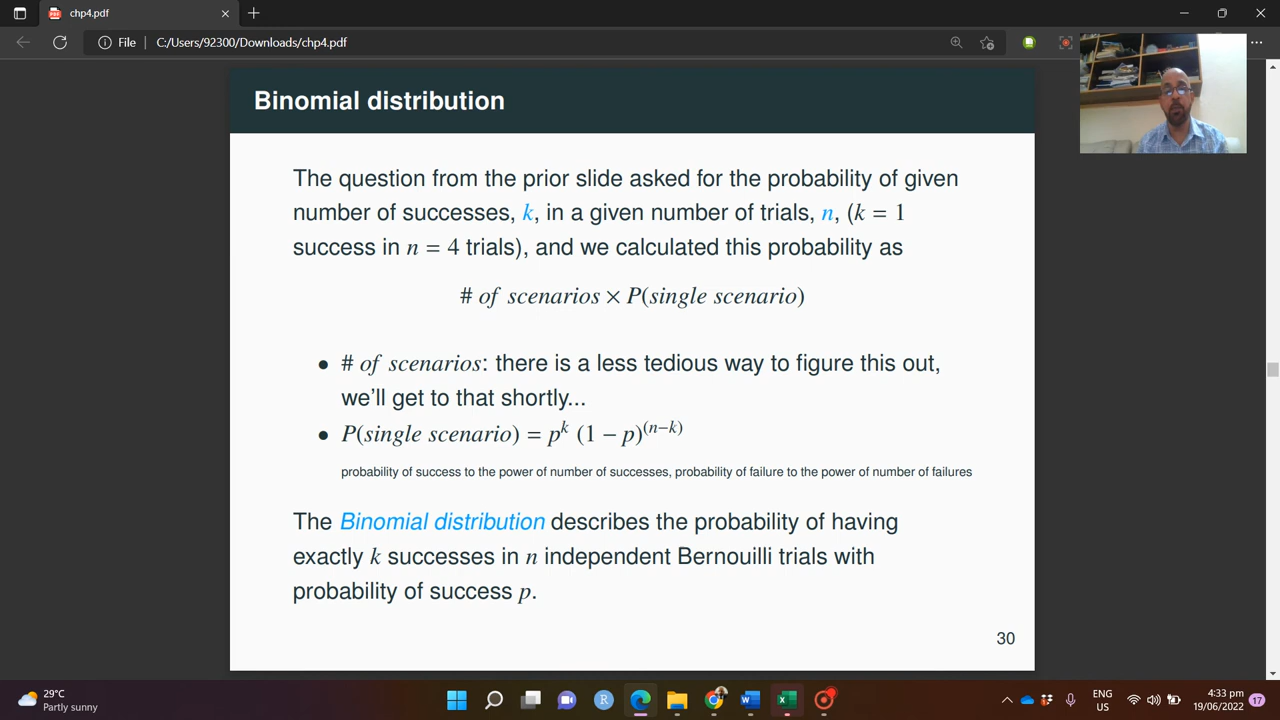 chp4.pdf
File
C:/Users/92300/Downloads/chp4.pdf
Binomial distribution
The question from the prior slide asked for the probability of given
number of successes, k, in a given number of trials, n, (k = 1
success in n = 4 trials), and we calculated this probability as
# of scenarios × P(single scenario)
• # of scenarios: there is a less tedious way to figure this out,
we'll get to that shortly...
• P(single scenario) = p^k (1 − p)^(n−k)
probability of success to the power of number of successes, probability of failure to the power of number of failures
The Binomial distribution describes the probability of having
exactly k successes in n independent Bernouilli trials with
probability of success p.
30
29°C
Partly sunny
ENG
US
4:33 pm
19/06/2022
17